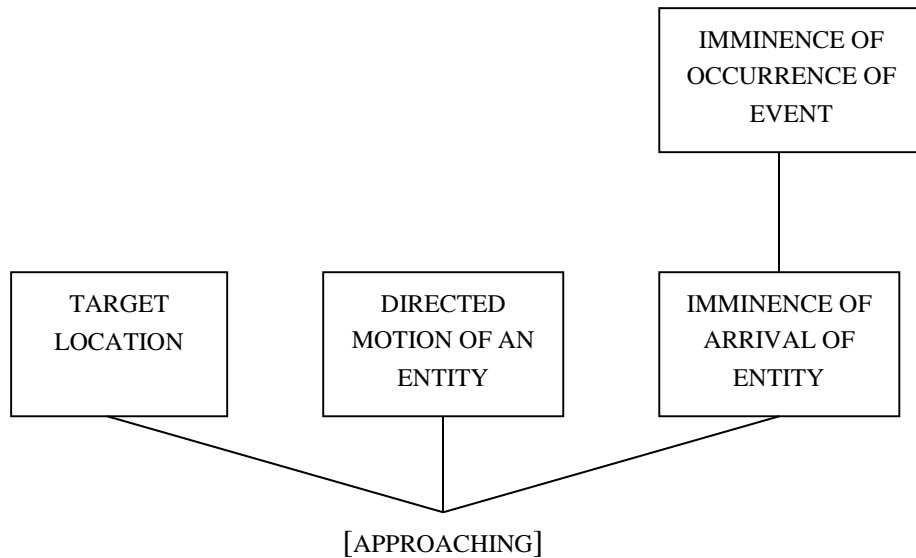 IMMINENCE OF
OCCURRENCE OF
EVENT
TARGET
LOCATION
DIRECTED
MOTION OF AN
ENTITY
IMMINENCE OF
ARRIVAL OF
ENTITY
[APPROACHING]